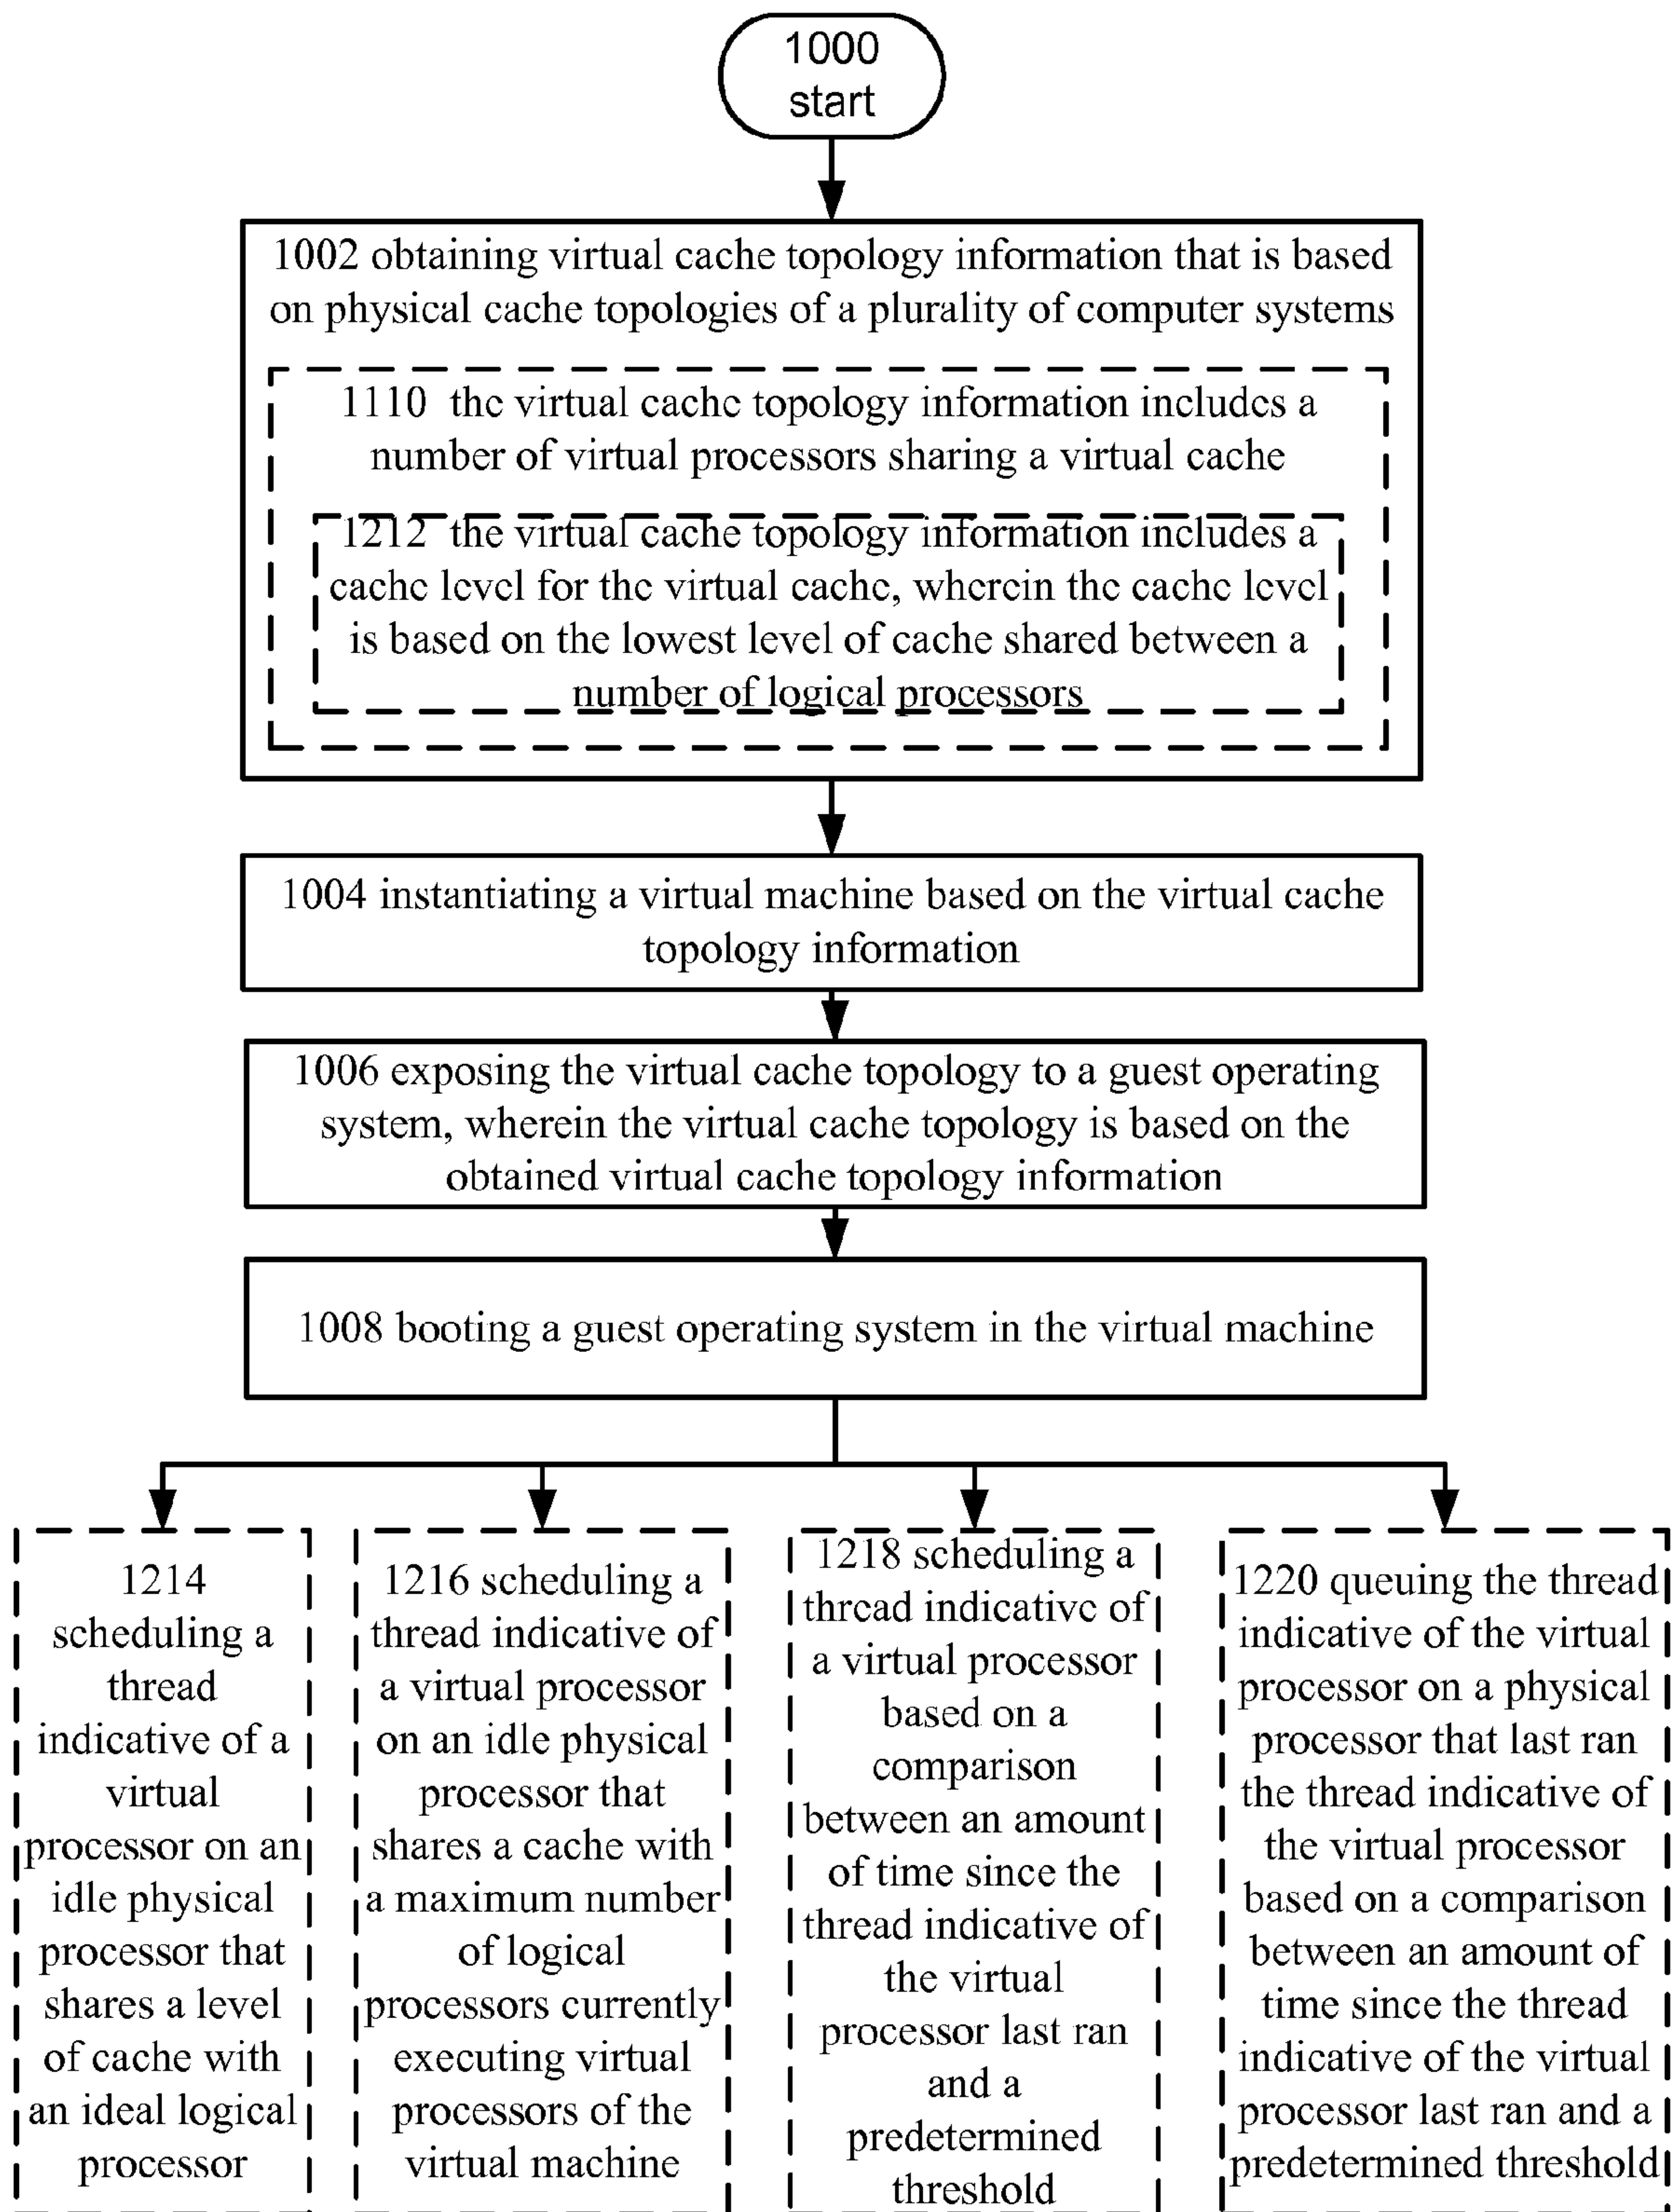 1000
start
1002 obtaining virtual cache topology information that is based
on physical cache topologies of a plurality of computer systems
1110 the virtual cache topology information includes a
number of virtual processors sharing a virtual cache
1212 the virtual cache topology information includes a
cache level for the virtual cache, wherein the cache level
is based on the lowest level of cache shared between a
number of logical processors
1004 instantiating a virtual machine based on the virtual cache
topology information
1006 exposing the virtual cache topology to a guest operating
system, wherein the virtual cache topology is based on the
obtained virtual cache topology information
1008 booting a guest operating system in the virtual machine
1214
scheduling a
thread
indicative of a
virtual
processor on an
idle physical
processor that
shares a level
of cache with
an ideal logical
processor
1216 scheduling a
thread indicative of
a virtual processor
on an idle physical
processor that
shares a cache with
a maximum number
of logical
processors currently
executing virtual
processors of the
virtual machine
1218 scheduling a
thread indicative of
a virtual processor
based on a
comparison
between an amount
of time since the
thread indicative of
the virtual
processor last ran
and a
predetermined
threshold
1220 queuing the thread
indicative of the virtual
processor on a physical
processor that last ran
the thread indicative of
the virtual processor
based on a comparison
between an amount of
time since the thread
indicative of the virtual
processor last ran and a
predetermined threshold